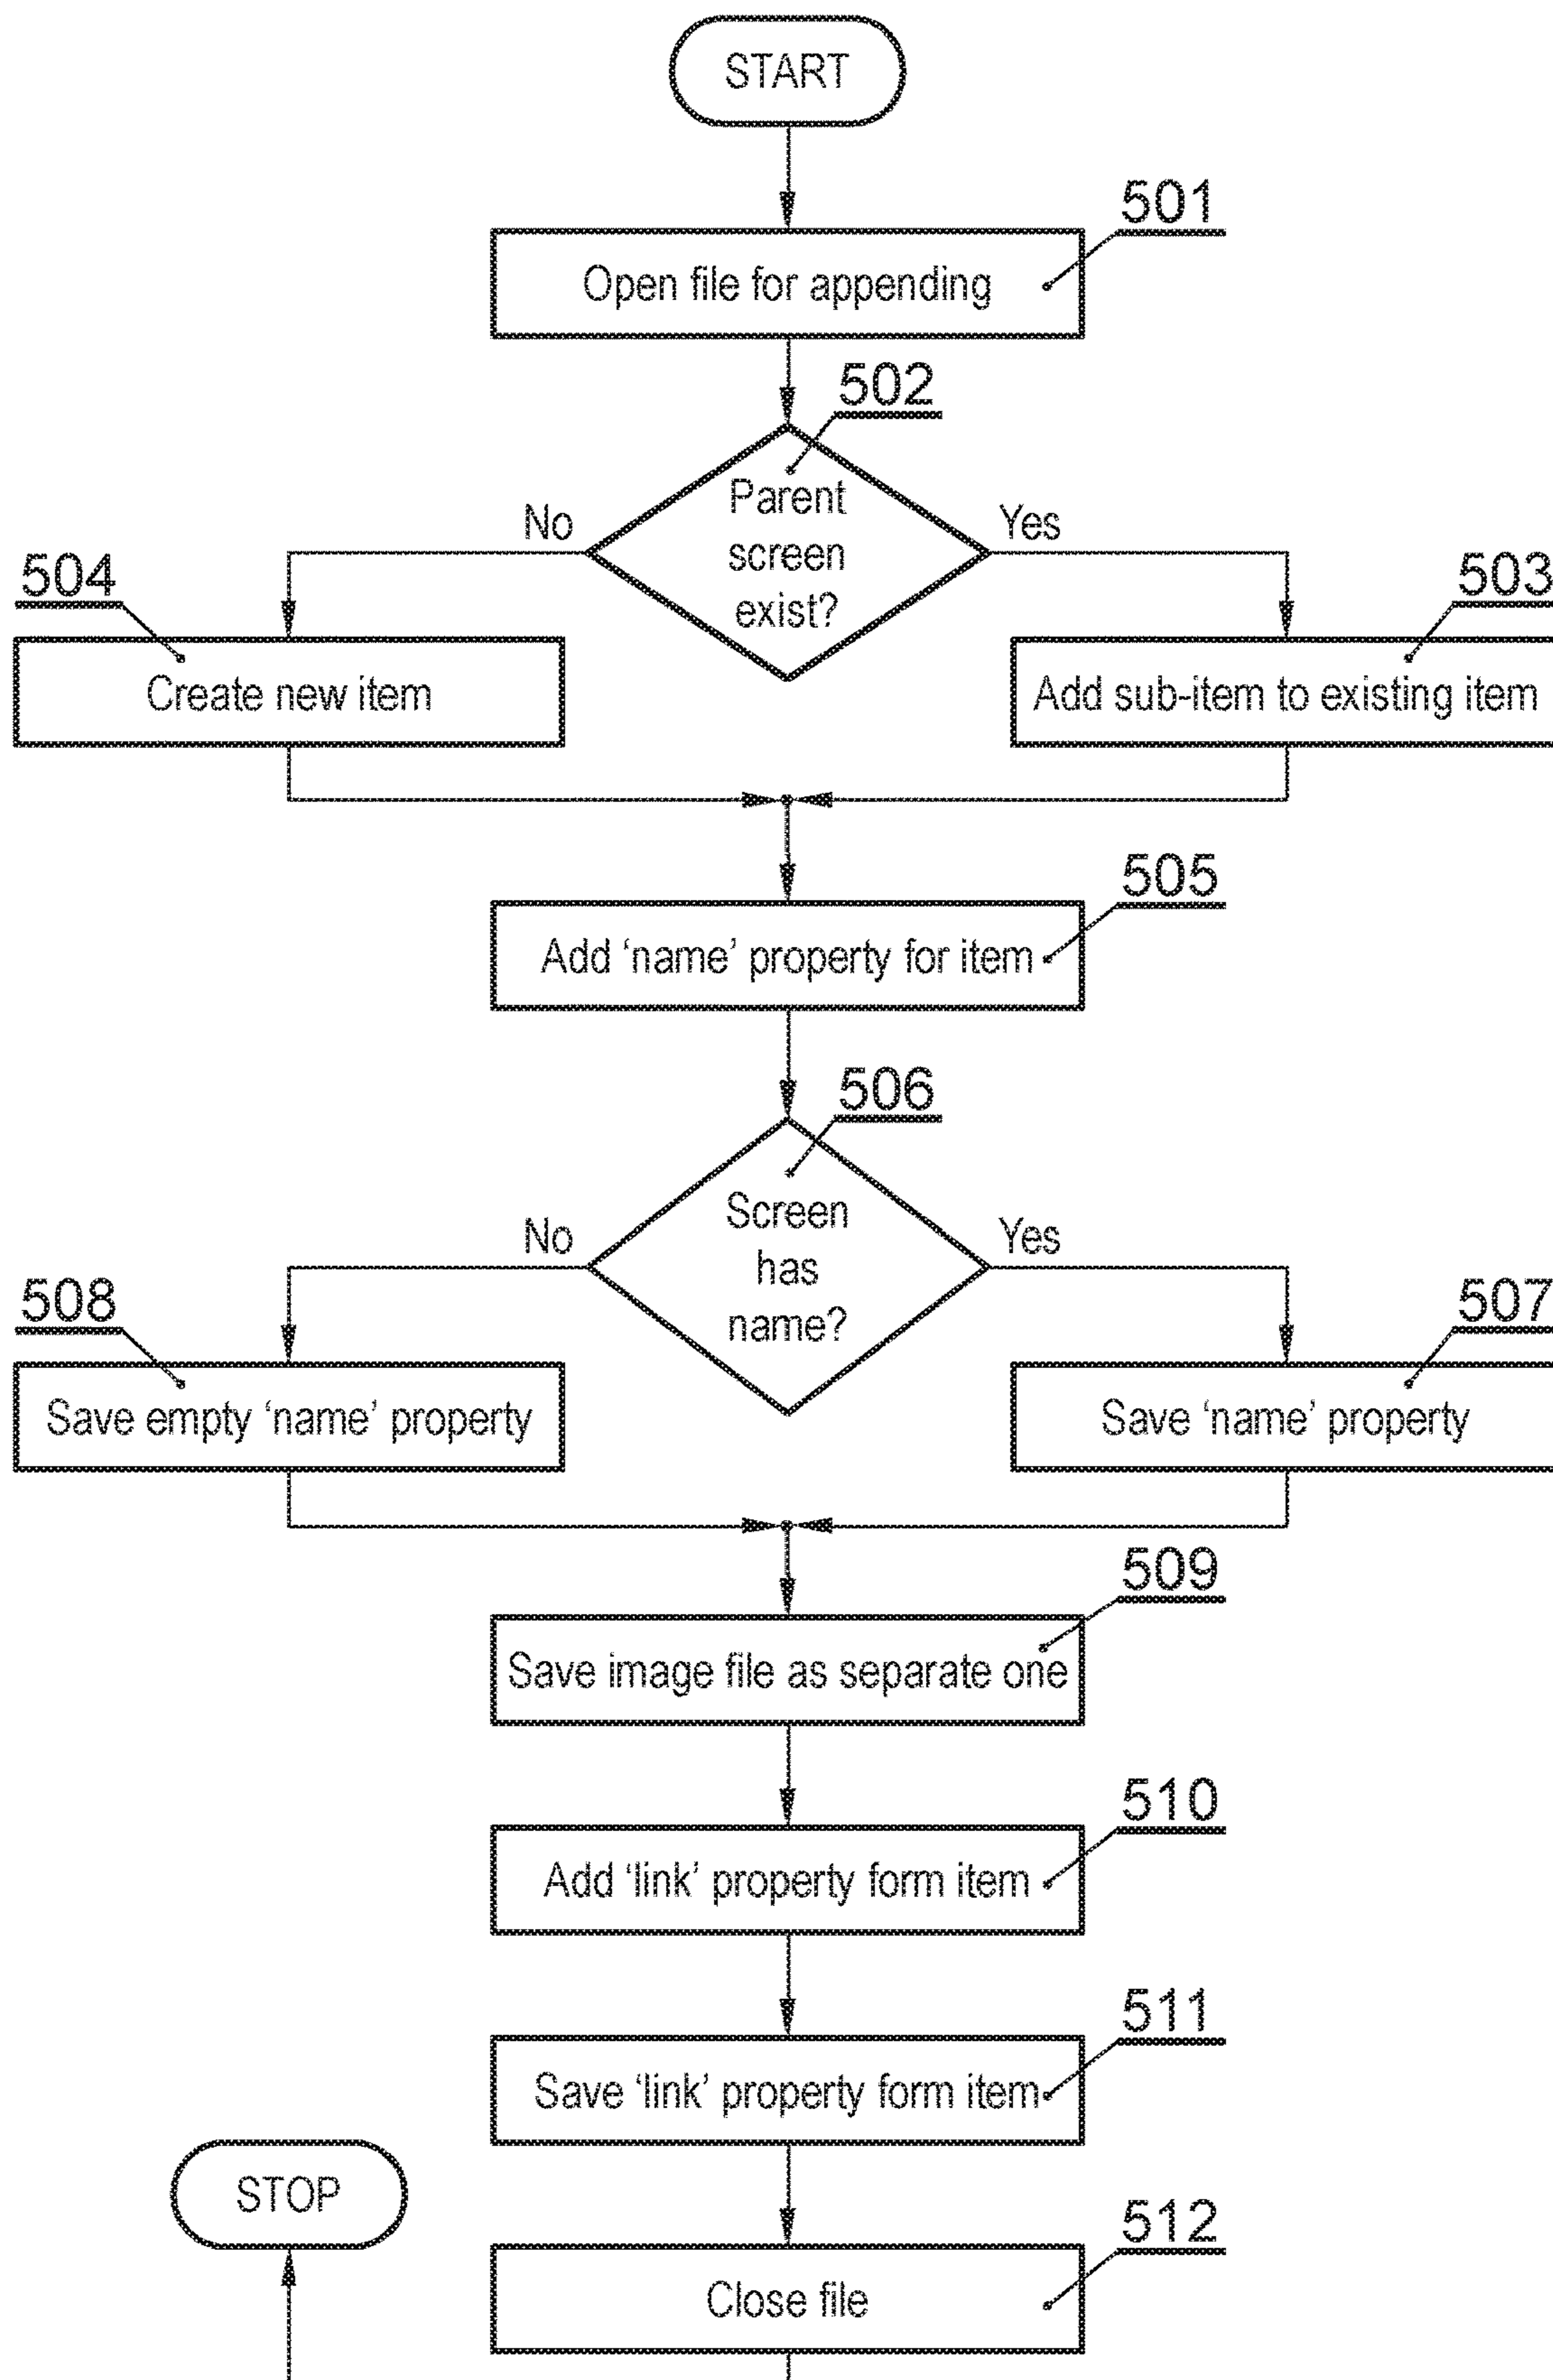 START
501
Open file for appending
502
Parent
screen
exist?
No
Yes
504
503
Create new item
Add sub-item to existing item
505
Add ‘name’ property for item
506
Screen
has
name?
No
Yes
508
507
Save empty ‘name’ property
Save ‘name’ property
509
Save image file as separate one
510
Add ‘link’ property form item
511
Save ‘link’ property form item
STOP
512
Close file